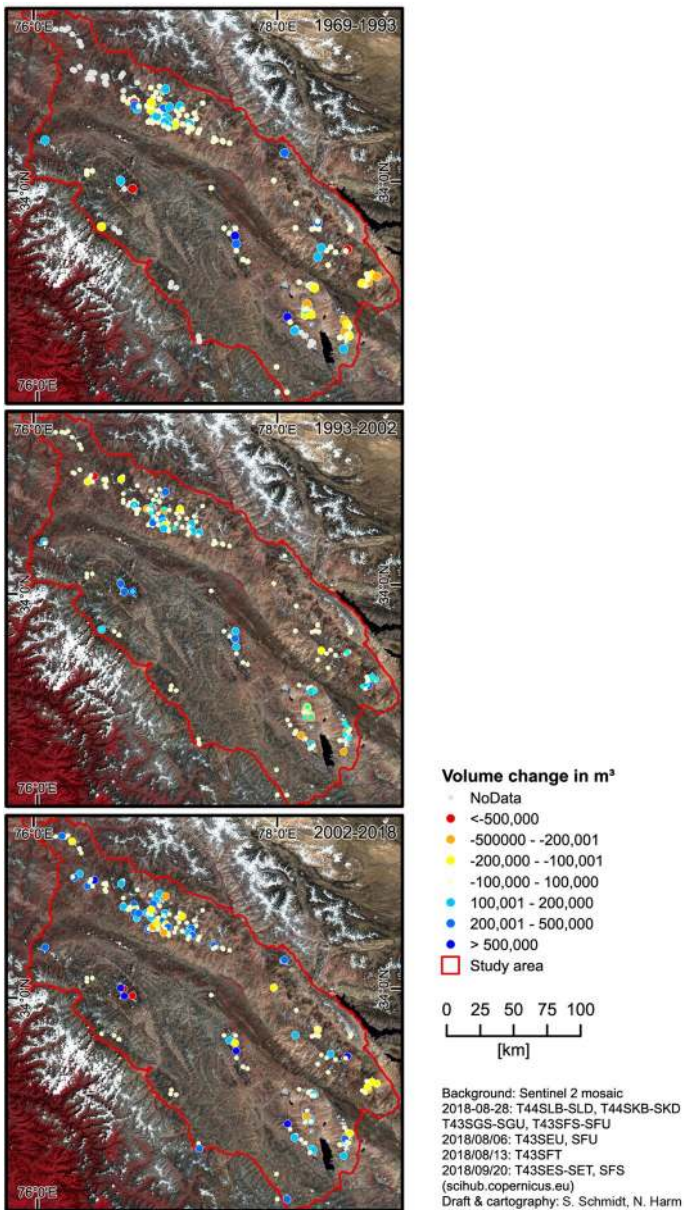 76°0'E
78°0'E
1969-1993
34°0'N
34°0'N
76°0'E
76°0'E
78°0'E
1993-2002
34°0'N
34°0'N
76°0'E
76°0'E
78°0'E
2002-2018
34°0'N
34°0'N
76°0'E
Volume change in m³
NoData
<-500,000
-500000 - -200,001
-200,000 - -100,001
-100,000 - 100,000
100,001 - 200,000
200,001 - 500,000
> 500,000
Study area
0 25 50 100
[km]
Background: Sentinel 2 mosaic
2018-08-28: T44SLB-SLD, T44SKB-SKD
T43SGS-SGU, T43SFS-SFU
2018/08/06: T43SEU, SFU
2018/08/13: T43SFT
2018/09/20: T43SES-SET, SFS
(scihub.copernicus.eu)
Draft & cartography: S. Schmidt, N. Harm